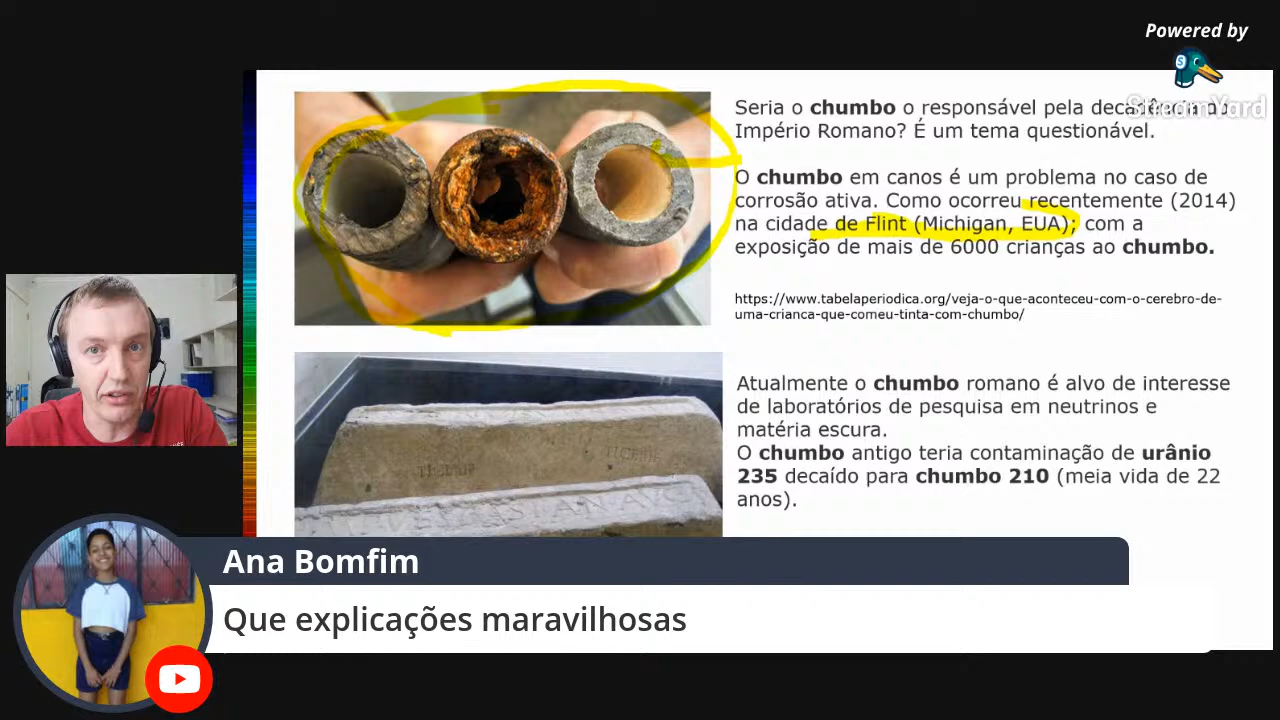 Powered by
StreamYard
Seria o chumbo o responsável pela decadência do
Império Romano? É um tema questionável.
O chumbo em canos é um problema no caso de
corrosão ativa. Como ocorreu recentemente (2014)
na cidade de Flint (Michigan, EUA); com a
exposição de mais de 6000 crianças ao chumbo.
https://www.tabelaperiodica.org/veja-o-que-aconteceu-com-o-cerebro-de-
uma-crianca-que-comeu-tinta-com-chumbo/
Atualmente o chumbo romano é alvo de interesse
de laboratórios de pesquisa em neutrinos e
matéria escura.
O chumbo antigo teria contaminação de urânio
235 decaído para chumbo 210 (meia vida de 22
anos).
Ana Bomfim
Que explicações maravilhosas